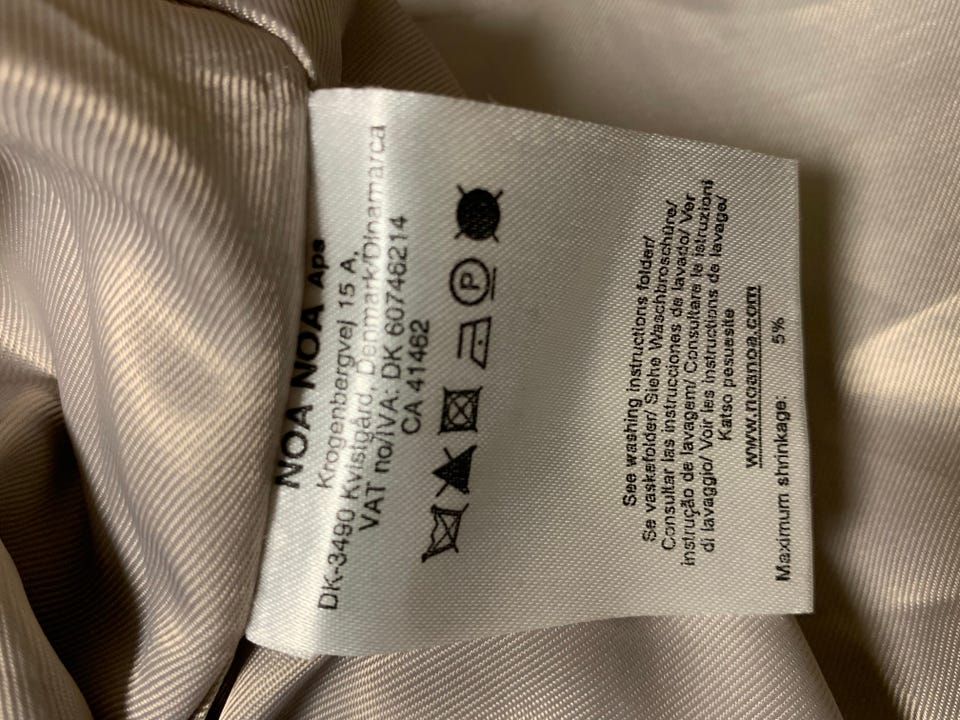 NOA NOA Aps
Krogenbergvej 15 A,
DK-3490 Kvistgård, Denmark/Dinamarca
VAT no/IVA: DK 60746214
CA 41462
P
See washing instructions folder/
Se vaskefolder/ Siehe Waschbroschüre/
Consultar las instrucciones de lavado/ Ver
instrução de lavagem/ Consultare le istruzioni
di lavaggio/ Voir les instructions de lavage/
Katso pesuesite
www.noanoa.com
Maximum shrinkage: 5%